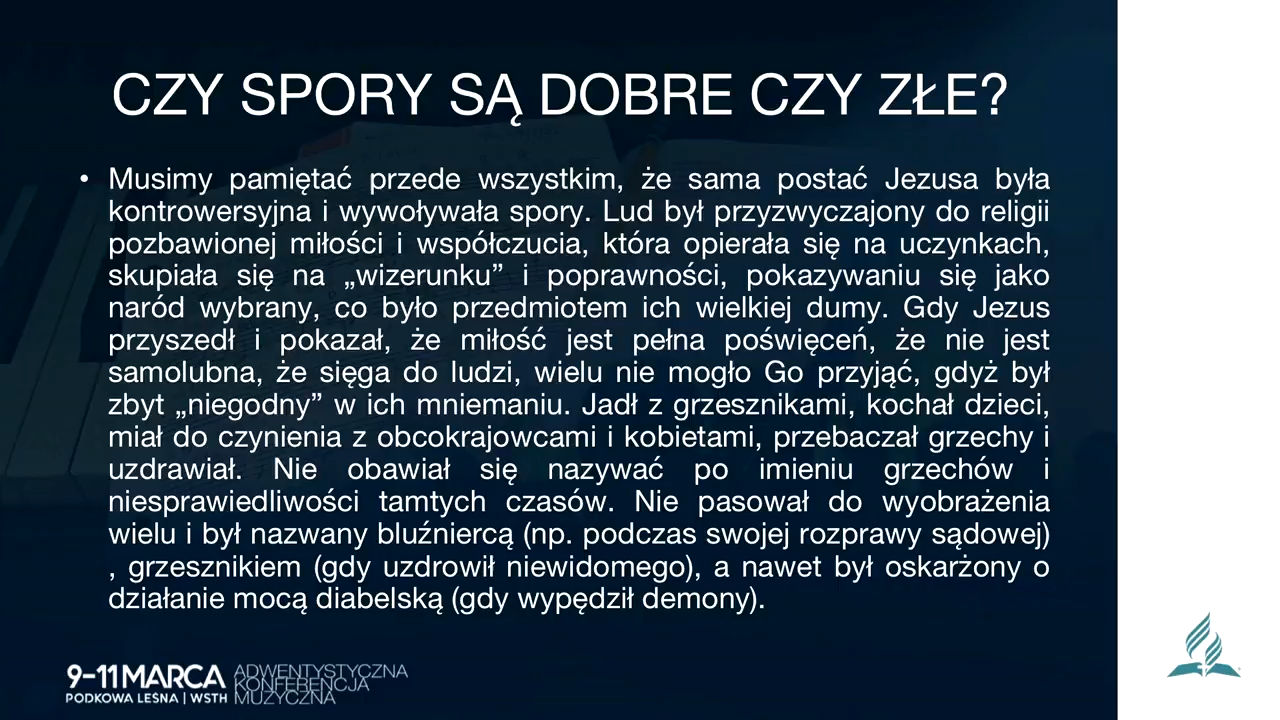 CZY SPORY SĄ DOBRE CZY ZŁE?
• Musimy pamiętać przede wszystkim, że sama postać Jezusa była
kontrowersyjna i wywoływała spory. Lud był przyzwyczajony do religii
pozbawionej miłości i współczucia, która opierała się na uczynkach,
skupiała się na „wizerunku” i poprawności, pokazywaniu się jako
naród wybrany, co było przedmiotem ich wielkiej dumy. Gdy Jezus
przyszedł i pokazał, że miłość jest pełna poświęceń, że nie jest
samolubna, że sięga do ludzi, wielu nie mogło Go przyjąć, gdyż był
zbyt „niegodny” w ich mniemaniu. Jadł z grzesznikami, kochał dzieci,
miał do czynienia z obcokrajowcami i kobietami, przebaczał grzechy i
uzdrawiał. Nie obawiał się nazywać po imieniu grzechów i
niesprawiedliwości tamtych czasów. Nie pasował do wyobrażenia
wielu i był nazwany bluźniercą (np. podczas swojej rozprawy sądowej)
, grzesznikiem (gdy uzdrowił niewidomego), a nawet był oskarżony o
działanie mocą diabelską (gdy wypędził demony).
9-11 MARCA
PODKOWA LEŚNA | WSTH
ADWENTYSTYCZNA
KONFERENCJA
MUZYCZNA